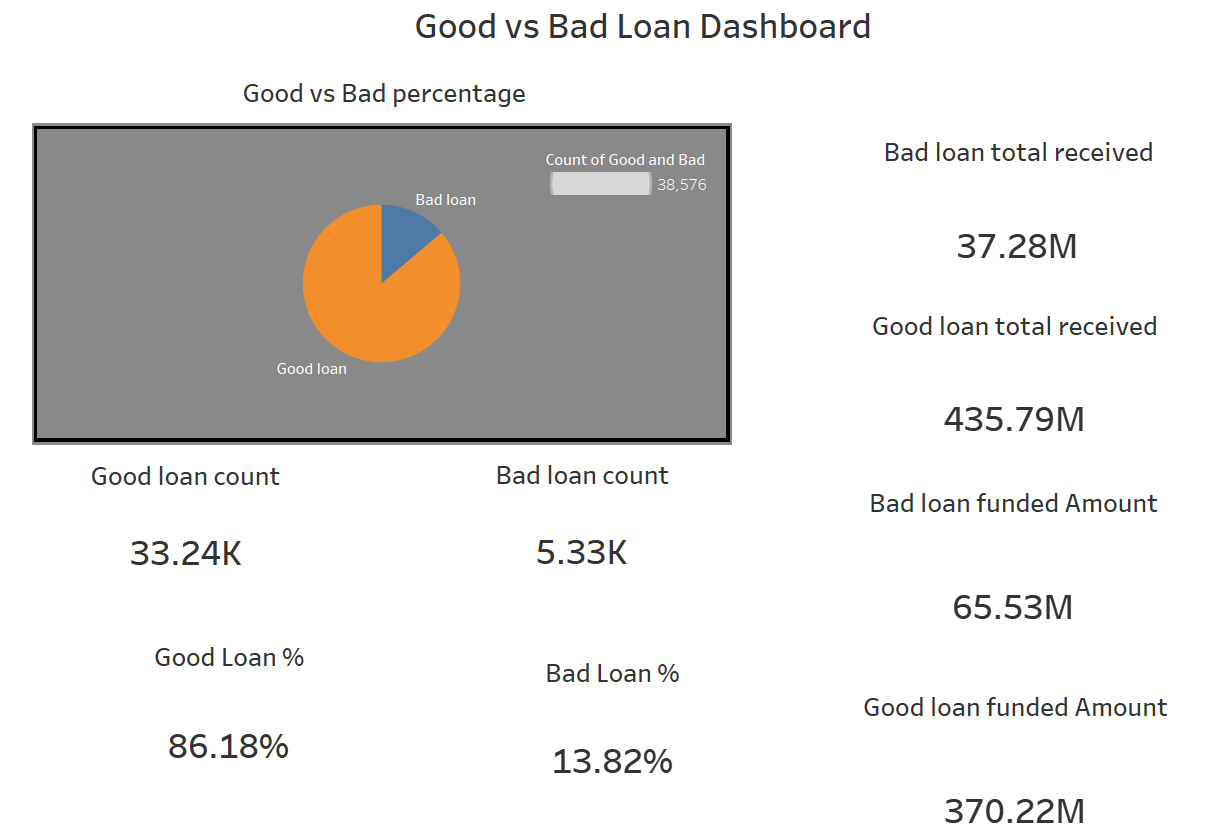 Good vs Bad Loan Dashboard
Good vs Bad percentage
Count of Good and Bad
38,576
Bad loan
Good loan
Good loan count
33.24K
Bad loan count
5.33K
Good Loan %
86.18%
Bad Loan %
13.82%
Bad loan total received
37.28M
Good loan total received
435.79M
Bad loan funded Amount
65.53M
Good loan funded Amount
370.22M